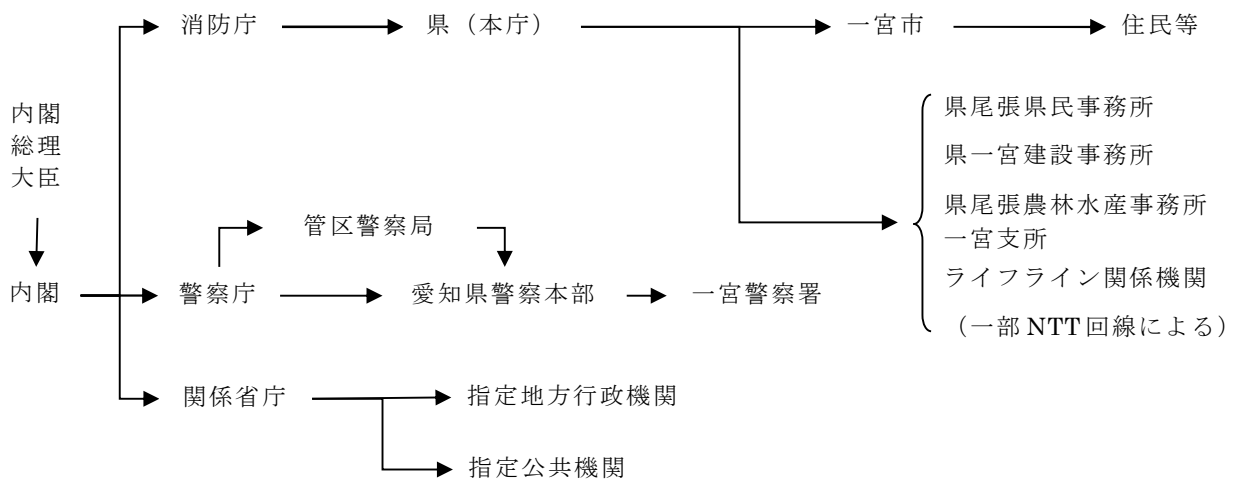 消防庁
県（本庁）
一宮市
住民等
内閣
総理
大臣
県尾張県民事務所
県一宮建設事務所
県尾張農林水産事務所
一宮支所
ライフライン関係機関
（一部 NTT 回線による）
管区警察局
内閣
警察庁
愛知県警察本部
一宮警察署
関係省庁
指定地方行政機関
指定公共機関